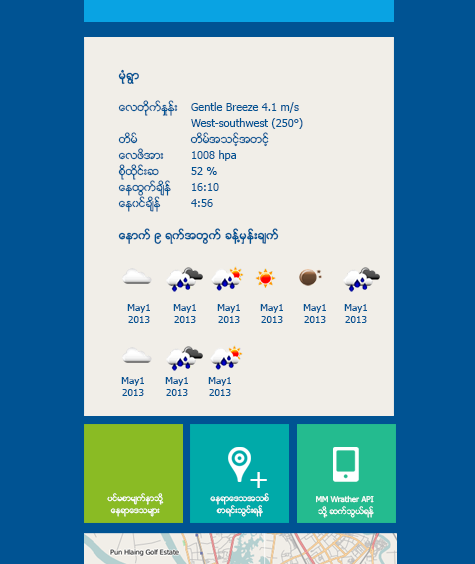 မုံရွာ
လေတိုက်နှုန်း Gentle Breeze 4.1 m/s
West-southwest (250°)
တိမ် တိမ်အသင့်အတင့်
လေဖိအား 1008 hpa
စိုထိုင်းဆ 52 %
နေထွက်ချိန် 16:10
နေဝင်ချိန် 4:56
နောက် ၉ ရက်အတွက် ခန့်မှန်းချက်
May1 May1 May1 May1 May1 May1
2013 2013 2013 2013 2013 2013
May1 May1 May1
2013 2013 2013
ပင်မစာမျက်နှာသို့ နေရာဒေသအသစ် MM Wrather API
နေရာဒေသများ စာရင်းသွင်းရန် သို့ ဆက်သွယ်ရန်
Pun Hlaing Golf Estate